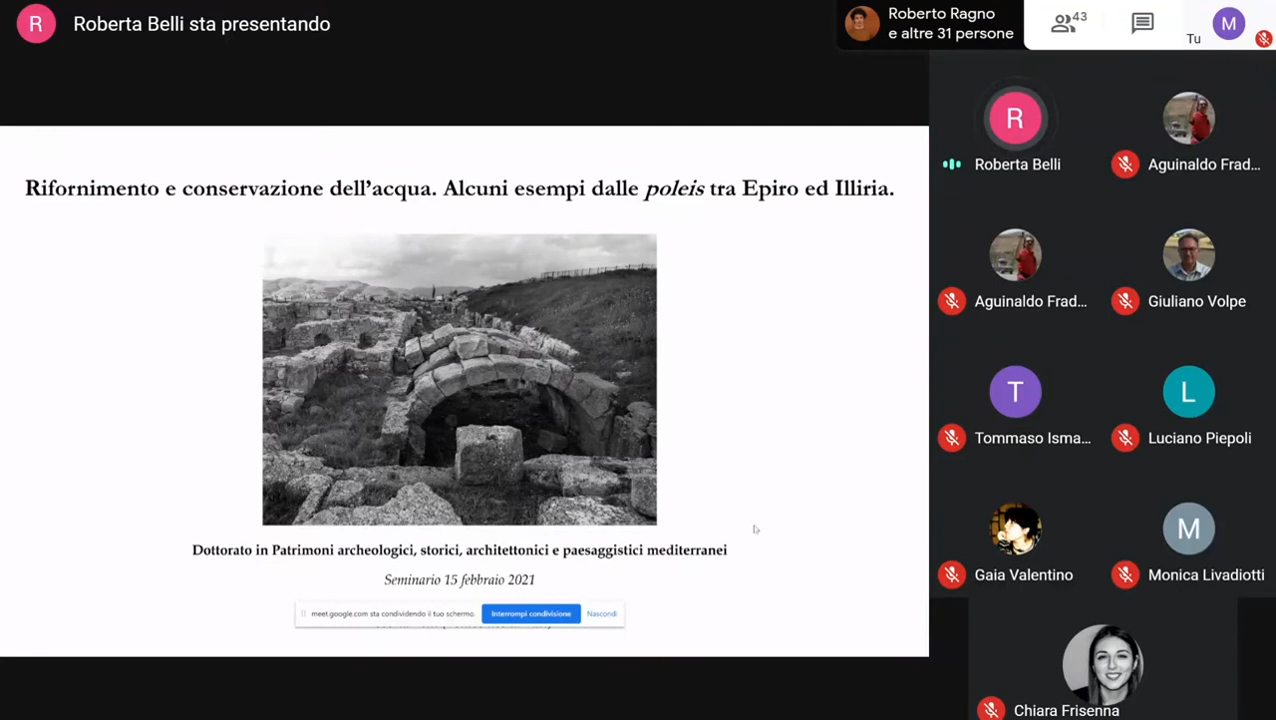 R
Roberta Belli sta presentando
Roberto Ragno
e altre 31 persone
43
Tu
M
Rifornimento e conservazione dell'acqua. Alcuni esempi dalle poleis tra Epiro ed Illiria.
Dottorato in Patrimoni archeologici, storici, architettonici e paesaggistici mediterranei
Seminario 15 febbraio 2021
meet.google.com sta condividendo il tuo schermo.
Interrompi condivisione
Nascondi
R
Roberta Belli
Aguinaldo Frad...
Aguinaldo Frad...
Giuliano Volpe
T
Tommaso Isma...
L
Luciano Piepoli
Gaia Valentino
M
Monica Livadiotti
Chiara Frisenna